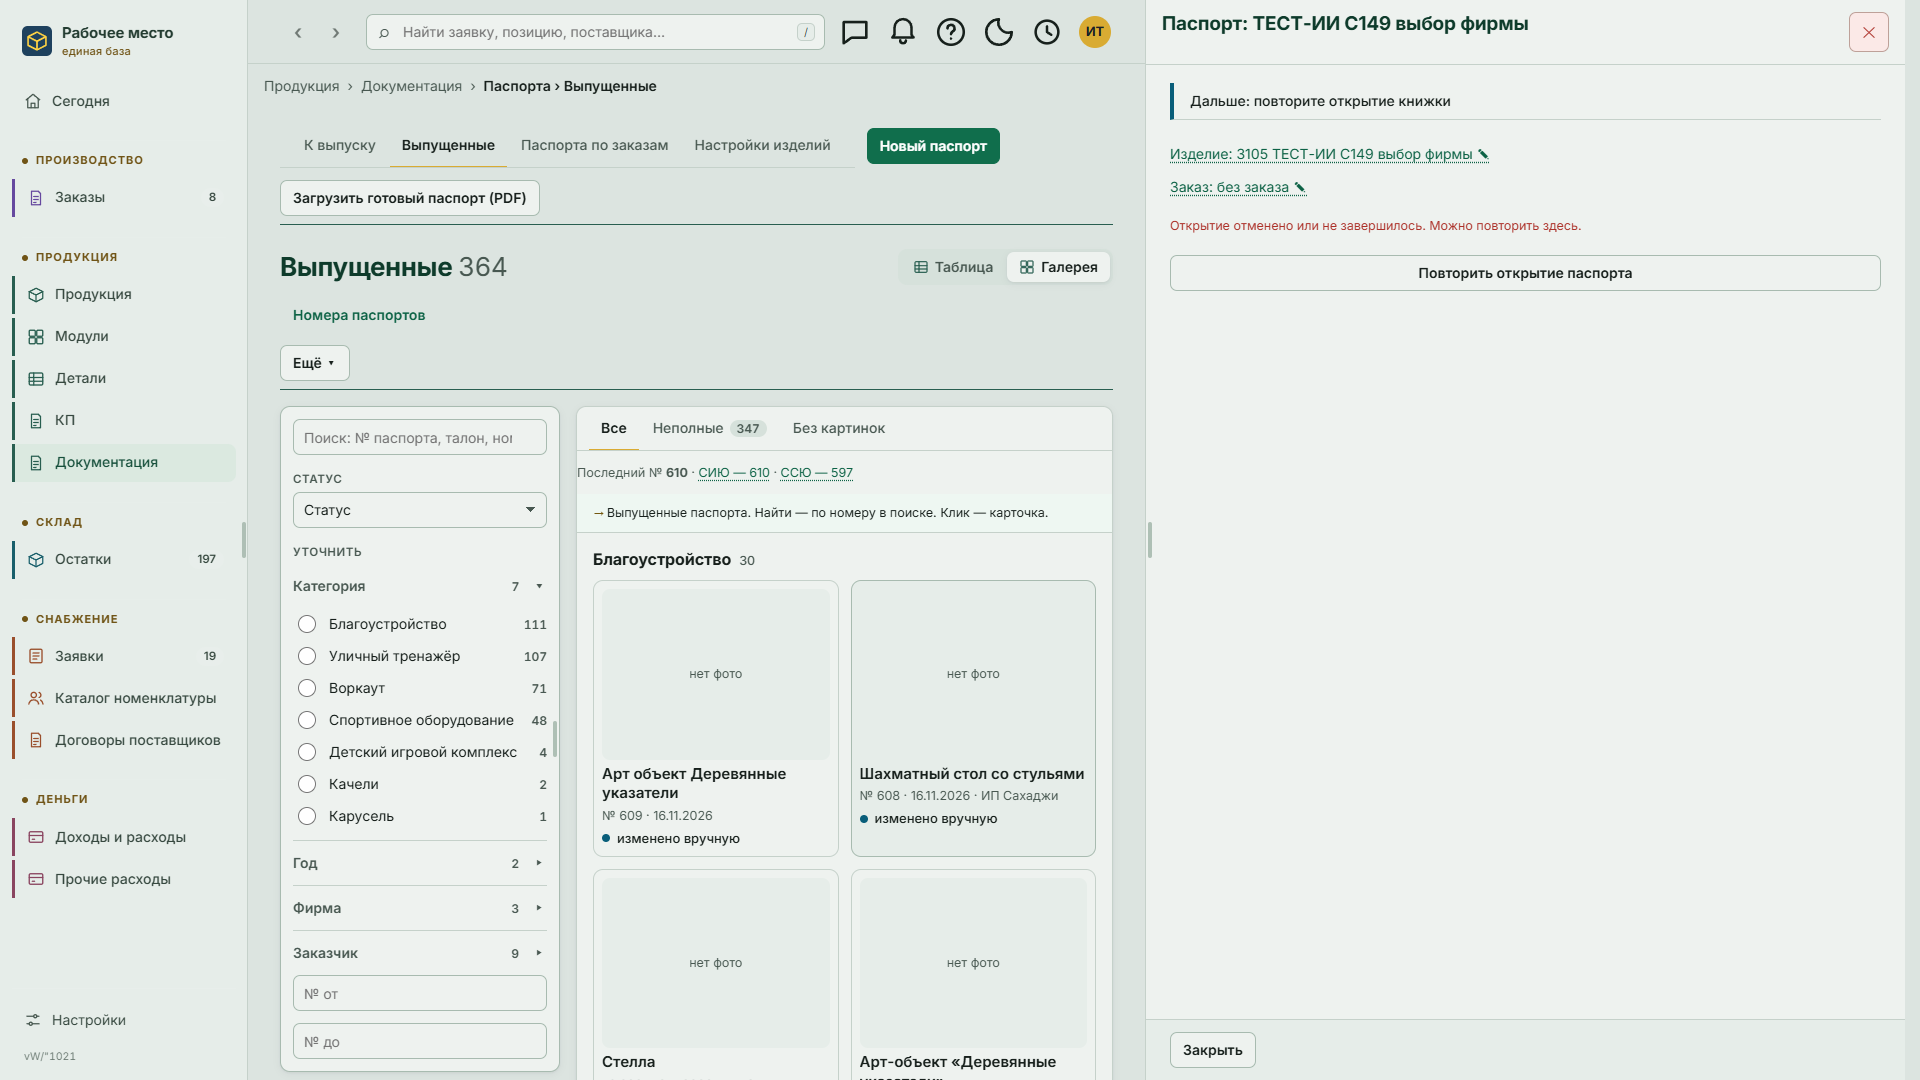 Рабочее место
единая база
Сегодня
ПРОИЗВОДСТВО
Заказы 8
ПРОДУКЦИЯ
Продукция
Модули
Детали
КП
Документация
СКЛАД
Остатки 197
СНАБЖЕНИЕ
Заявки 19
Каталог номенклатуры
Договоры поставщиков
ДЕНЬГИ
Доходы и расходы
Прочие расходы
Настройки
vW/"1021
Найти заявку, позицию, поставщика... /
ИТ
Продукция › Документация › Паспорта › Выпущенные
К выпуску Выпущенные Паспорта по заказам Настройки изделий Новый паспорт
Загрузить готовый паспорт (PDF)
Выпущенные 364
Таблица Галерея
Номера паспортов
Ещё ▾
Поиск: № паспорта, талон, ног
СТАТУС
Статус
УТОЧНИТЬ
Категория 7
Благоустройство 111
Уличный тренажёр 107
Воркаут 71
Спортивное оборудование 48
Детский игровой комплекс 4
Качели 2
Карусель 1
Год 2
Фирма 3
Заказчик 9
№ от
№ до
Все Неполные 347 Без картинок
Последний № 610 · СИЮ — 610 · ССЮ — 597
→ Выпущенные паспорта. Найти — по номеру в поиске. Клик — карточка.
Благоустройство 30
нет фото
Арт объект Деревянные
указатели
№ 609 · 16.11.2026
изменено вручную
нет фото
Шахматный стол со стульями
№ 608 · 16.11.2026 · ИП Сахаджи
изменено вручную
нет фото
Стелла
нет фото
Арт-объект «Деревянные
Паспорт: ТЕСТ-ИИ С149 выбор фирмы
Дальше: повторите открытие книжки
Изделие: 3105 ТЕСТ-ИИ С149 выбор фирмы
Заказ: без заказа
Открытие отменено или не завершилось. Можно повторить здесь.
Повторить открытие паспорта
Закрыть